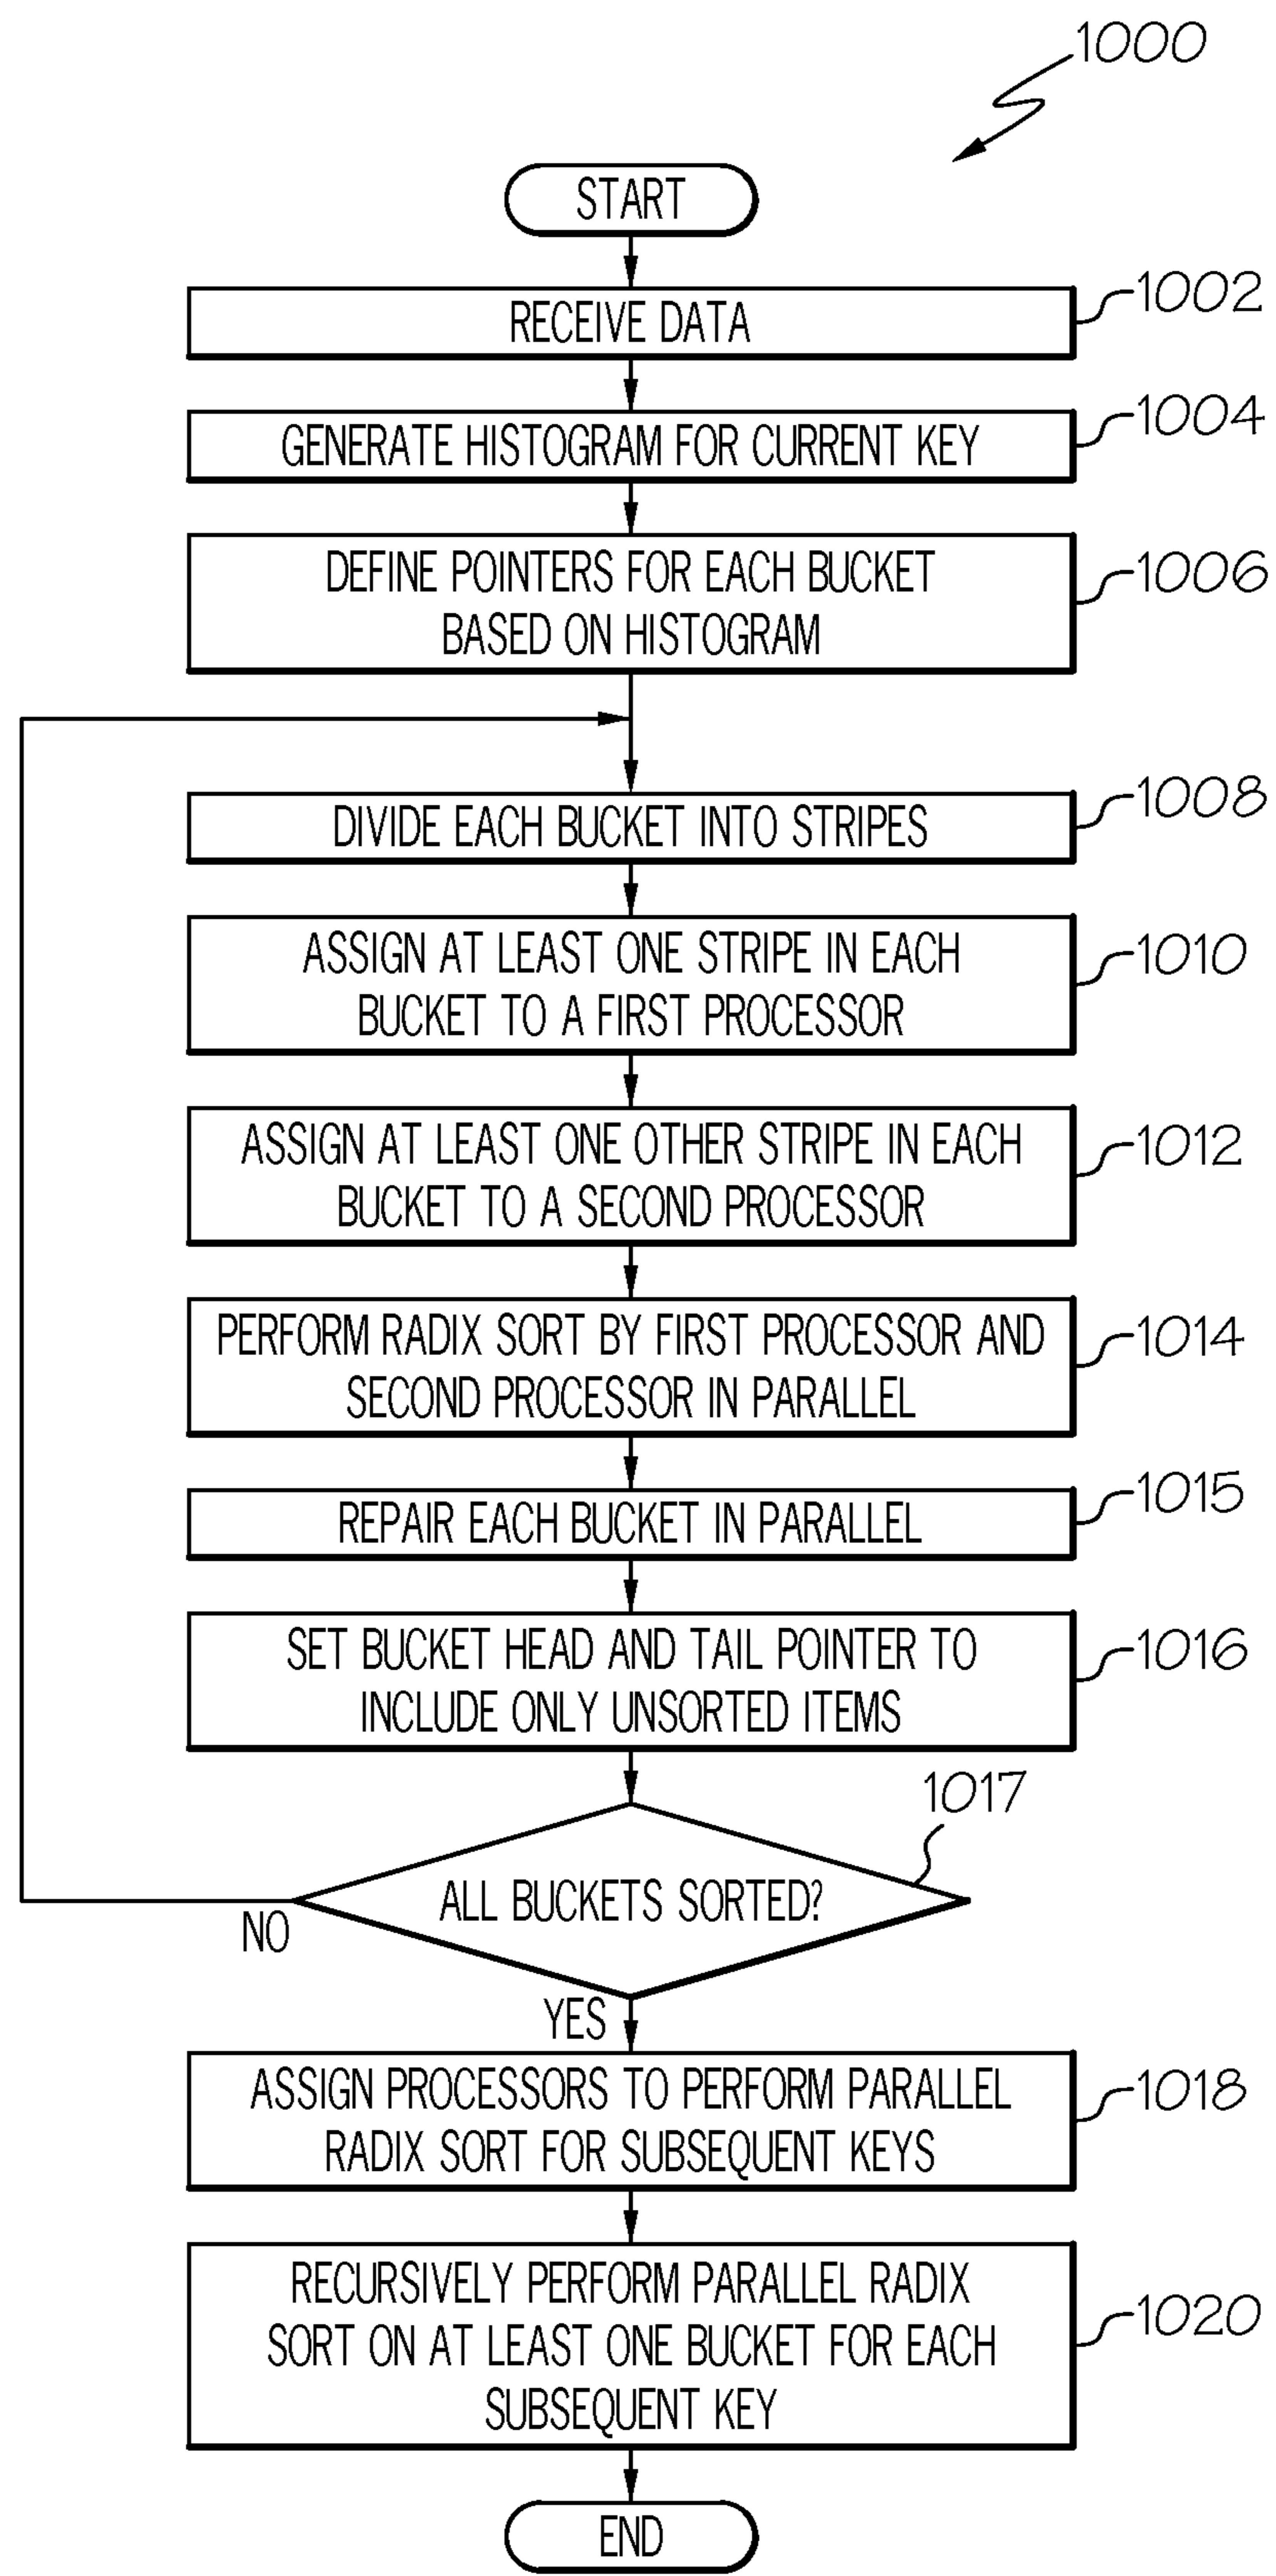 1000
START
RECEIVE DATA
1002
GENERATE HISTOGRAM FOR CURRENT KEY
1004
DEFINE POINTERS FOR EACH BUCKET
BASED ON HISTOGRAM
1006
DIVIDE EACH BUCKET INTO STRIPES
1008
ASSIGN AT LEAST ONE STRIPE IN EACH
BUCKET TO A FIRST PROCESSOR
1010
ASSIGN AT LEAST ONE OTHER STRIPE IN EACH
BUCKET TO A SECOND PROCESSOR
1012
PERFORM RADIX SORT BY FIRST PROCESSOR AND
SECOND PROCESSOR IN PARALLEL
1014
REPAIR EACH BUCKET IN PARALLEL
1015
SET BUCKET HEAD AND TAIL POINTER TO
INCLUDE ONLY UNSORTED ITEMS
1016
1017
ALL BUCKETS SORTED?
NO
YES
ASSIGN PROCESSORS TO PERFORM PARALLEL
RADIX SORT FOR SUBSEQUENT KEYS
1018
RECURSIVELY PERFORM PARALLEL RADIX
SORT ON AT LEAST ONE BUCKET FOR EACH
SUBSEQUENT KEY
1020
END